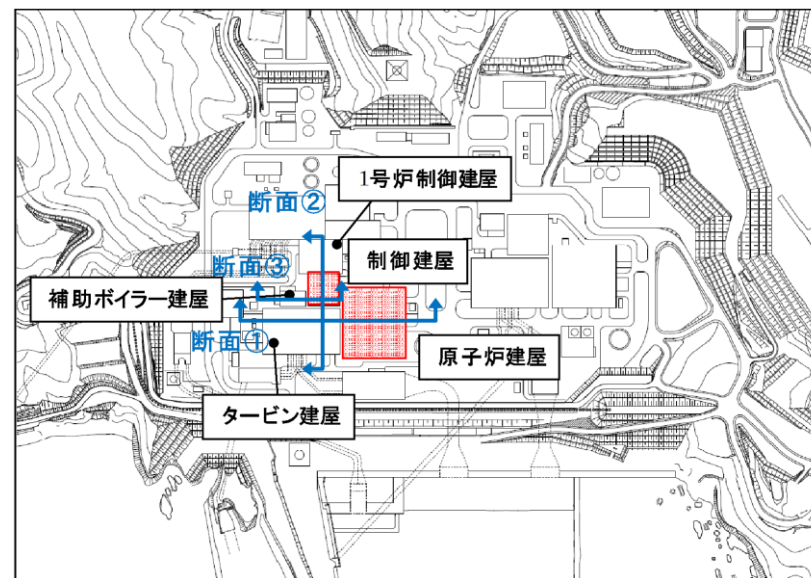 1号炉制御建屋
断面②
制御建屋
断面③
補助ボイラー建屋
断面①
原子炉建屋
タービン建屋